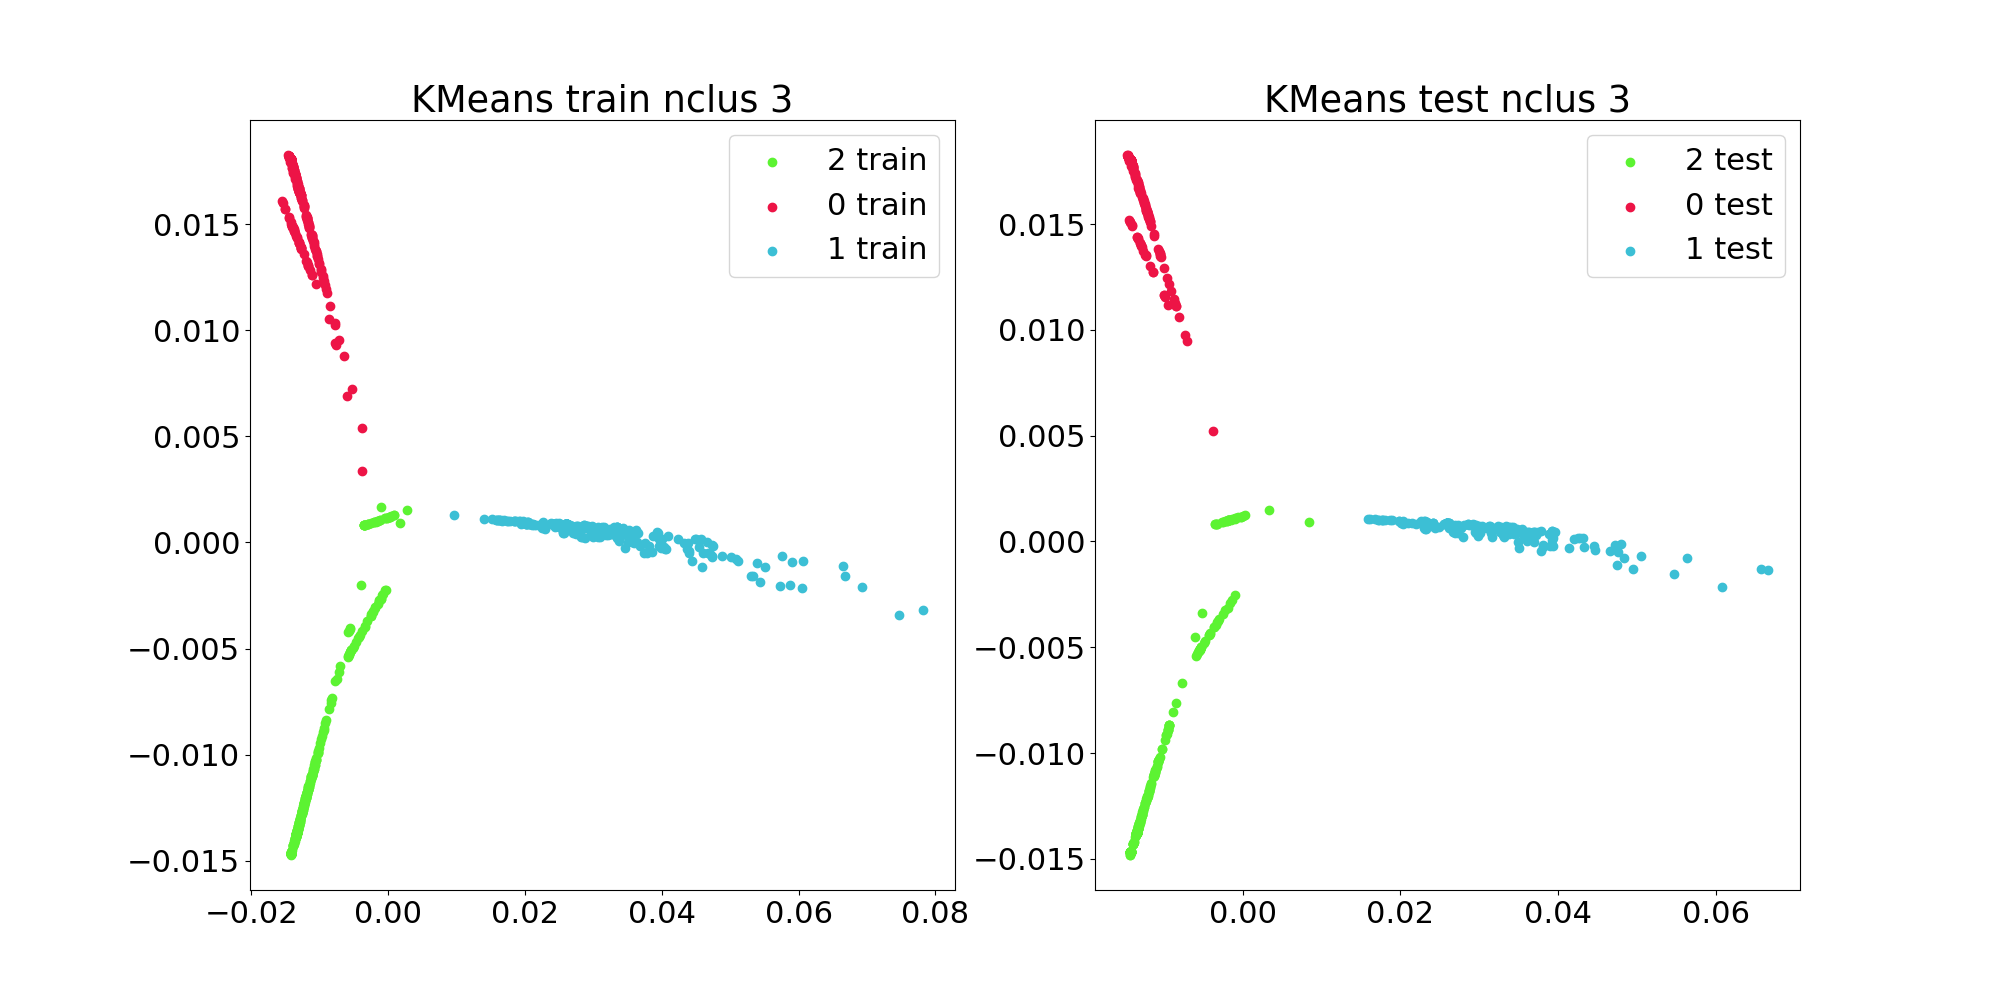 KMeans train nclus 3
2 train
0 train
1 train
0.015
0.010
0.005
0.000
−0.005
−0.010
−0.015
−0.02 0.00 0.02 0.04 0.06 0.08
KMeans test nclus 3
2 test
0 test
1 test
0.015
0.010
0.005
0.000
−0.005
−0.010
−0.015
0.00 0.02 0.04 0.06